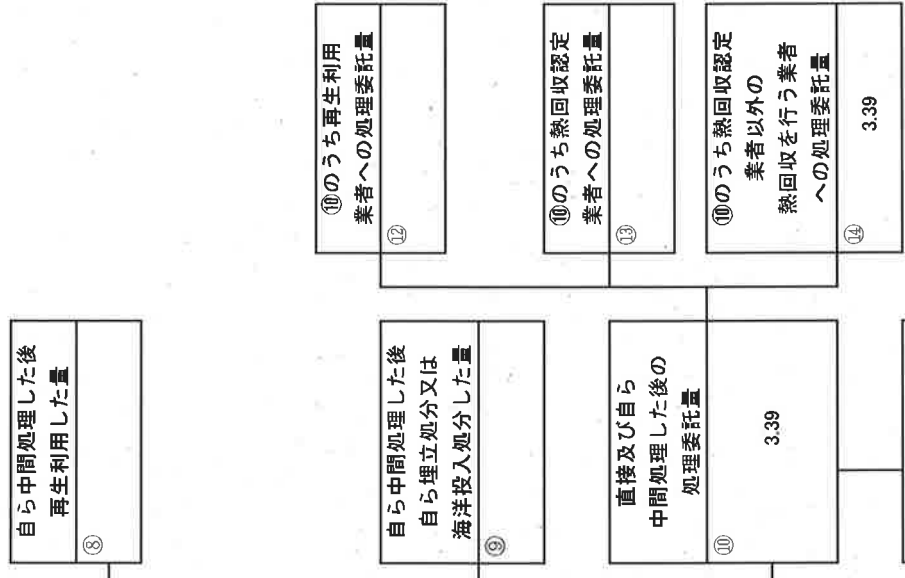 自ら中間処理した後
再生利用した量
⑧
自ら中間処理した後
自ら埋立処分又は
海洋投入処分した量
⑨
直接及び自ら
中間処理した後の
処理委託量
⑩
3.39
⑩のうち再生利用
業者への処理委託量
⑫
⑩のうち熱回収認定
業者への処理委託量
⑬
⑩のうち熱回収認定
業者以外の
熱回収を行う業者
への処理委託量
⑭
3.39